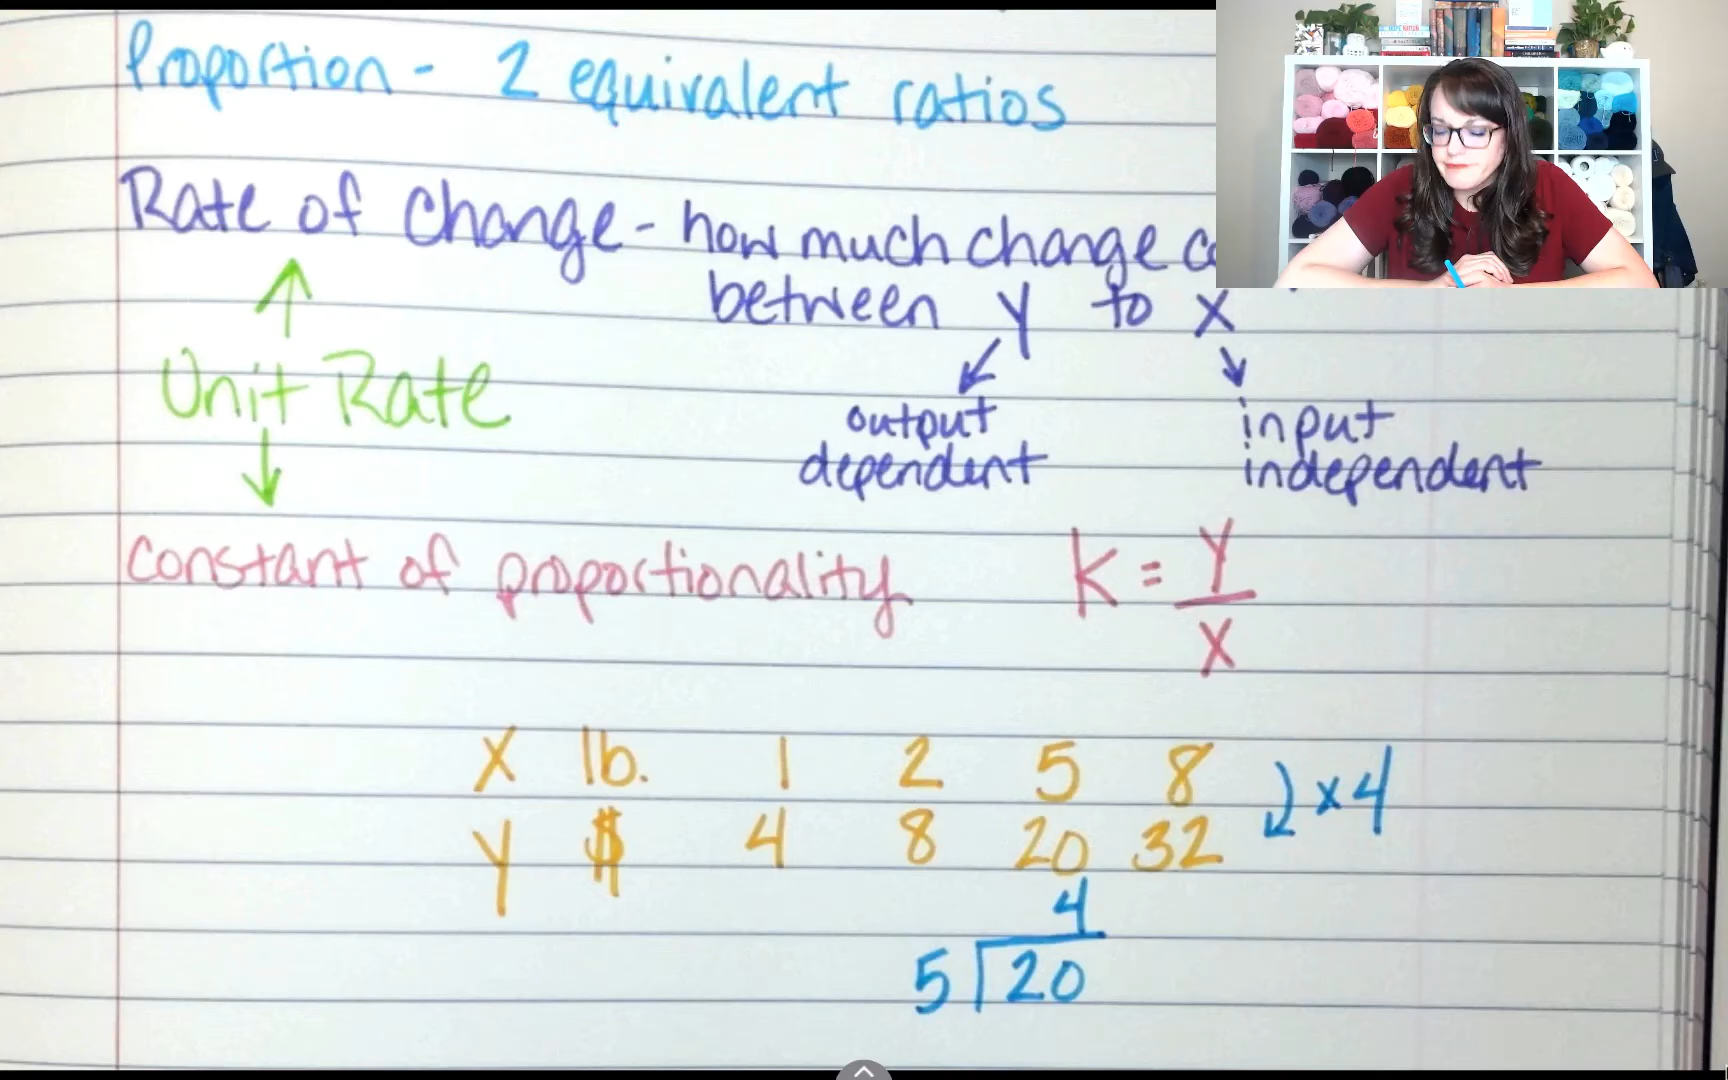 Proportion - 2 equivalent ratios
Rate of change - how much change
between y to x
Unit Rate
output
dependent
input
independent
constant of proportionality K = Y/X
X lb. 1 2 5 8 x4
y $ 4 8 20 32
4
5 20